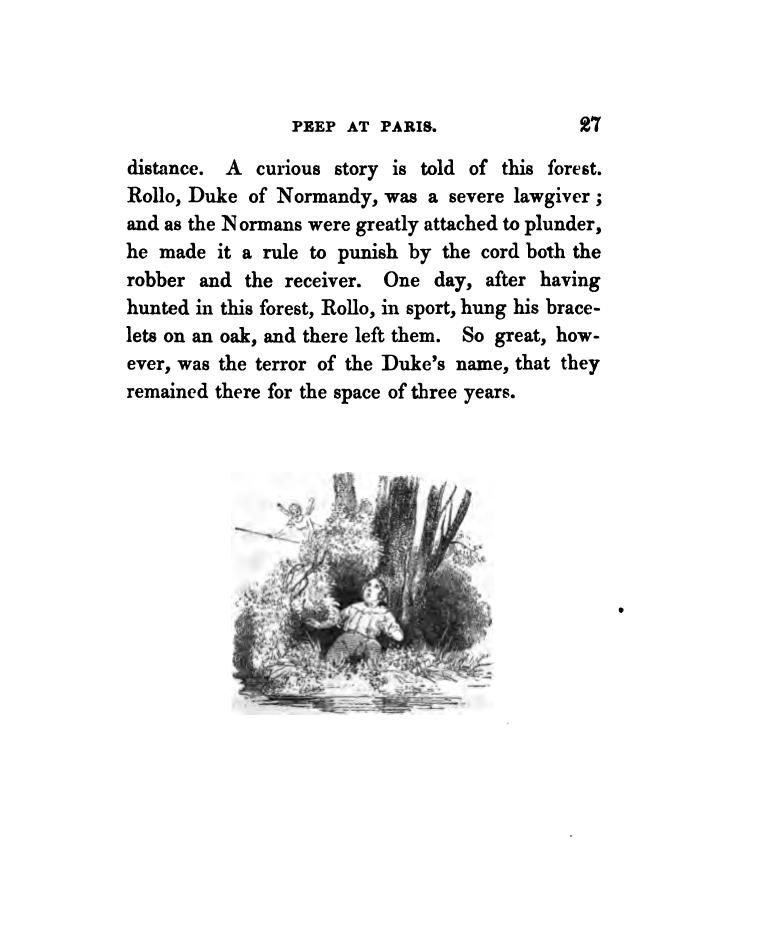 PEEP AT PARIS. 27
distance. A curious story is told of this forest.
Rollo, Duke of Normandy, was a severe lawgiver ;
and as the Normans were greatly attached to plunder,
he made it a rule to punish by the cord both the
robber and the receiver. One day, after having
hunted in this forest, Rollo, in sport, hung his brace-
lets on an oak, and there left them. So great, how-
ever, was the terror of the Duke's name, that they
remained there for the space of three years.